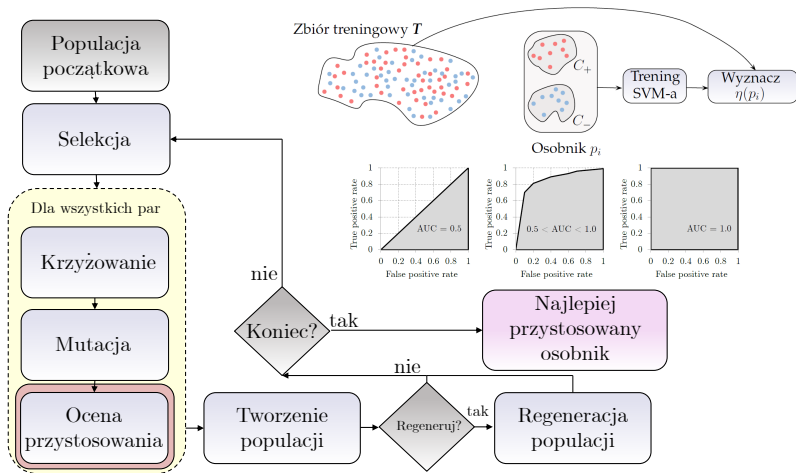 Populacja
początkowa
Selekcja
Dla wszystkich par
Krzyżowanie
Mutacja
Ocena
przystosowania
Tworzenie
populacji
Regeneruj?
tak
nie
Regeneracja
populacji
Koniec?
nie
tak
Najlepiej
przystosowany
osobnik
Zbiór treningowy T
C₊
C₋
Osobnik pᵢ
Trening
SVM-a
Wyznacz
η(pᵢ)
True positive rate
1
0.8
0.6
0.4
0.2
0
AUC = 0.5
0 0.2 0.4 0.6 0.8 1
False positive rate
True positive rate
1
0.8
0.6
0.4
0.2
0
0.5 < AUC < 1.0
0 0.2 0.4 0.6 0.8 1
False positive rate
True positive rate
1
0.8
0.6
0.4
0.2
0
AUC = 1.0
0 0.2 0.4 0.6 0.8 1
False positive rate